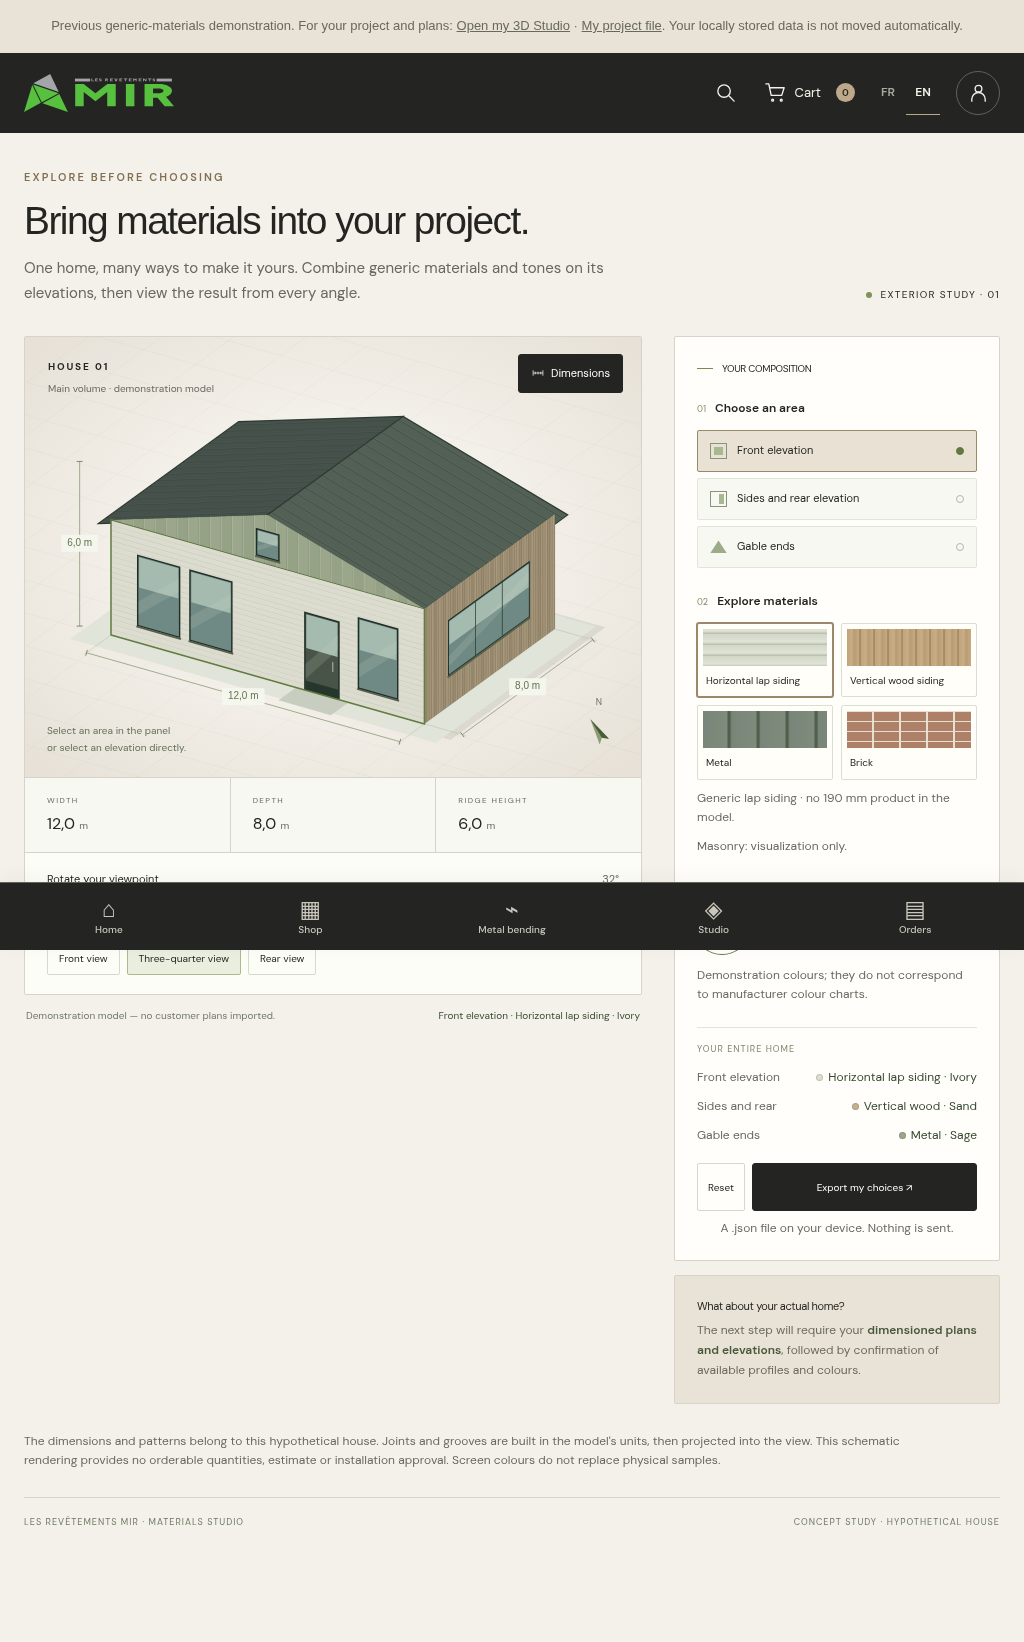 Previous generic-materials demonstration. For your project and plans: Open my 3D Studio · My project file. Your locally stored data is not moved automatically.
LES REVÊTEMENTS
MIR
Cart 0 FR EN
EXPLORE BEFORE CHOOSING
Bring materials into your project.
One home, many ways to make it yours. Combine generic materials and tones on its
elevations, then view the result from every angle.
EXTERIOR STUDY · 01
HOUSE 01
Main volume · demonstration model
Dimensions
6,0 m
12,0 m
8,0 m
N
Select an area in the panel
or select an elevation directly.
WIDTH
12,0 m
DEPTH
8,0 m
RIDGE HEIGHT
6,0 m
Rotate your viewpoint 32°
Front view Three-quarter view Rear view
Demonstration model — no customer plans imported.
Front elevation · Horizontal lap siding · Ivory
YOUR COMPOSITION
01 Choose an area
Front elevation
Sides and rear elevation
Gable ends
02 Explore materials
Horizontal lap siding
Vertical wood siding
Metal
Brick
Generic lap siding · no 190 mm product in the
model.
Masonry: visualization only.
Home Shop Metal bending Studio Orders
Demonstration colours; they do not correspond
to manufacturer colour charts.
YOUR ENTIRE HOME
Front elevation Horizontal lap siding · Ivory
Sides and rear Vertical wood · Sand
Gable ends Metal · Sage
Reset Export my choices ↗
A .json file on your device. Nothing is sent.
What about your actual home?
The next step will require your dimensioned plans
and elevations, followed by confirmation of
available profiles and colours.
The dimensions and patterns belong to this hypothetical house. Joints and grooves are built in the model's units, then projected into the view. This schematic
rendering provides no orderable quantities, estimate or installation approval. Screen colours do not replace physical samples.
LES REVÊTEMENTS MIR · MATERIALS STUDIO
CONCEPT STUDY · HYPOTHETICAL HOUSE